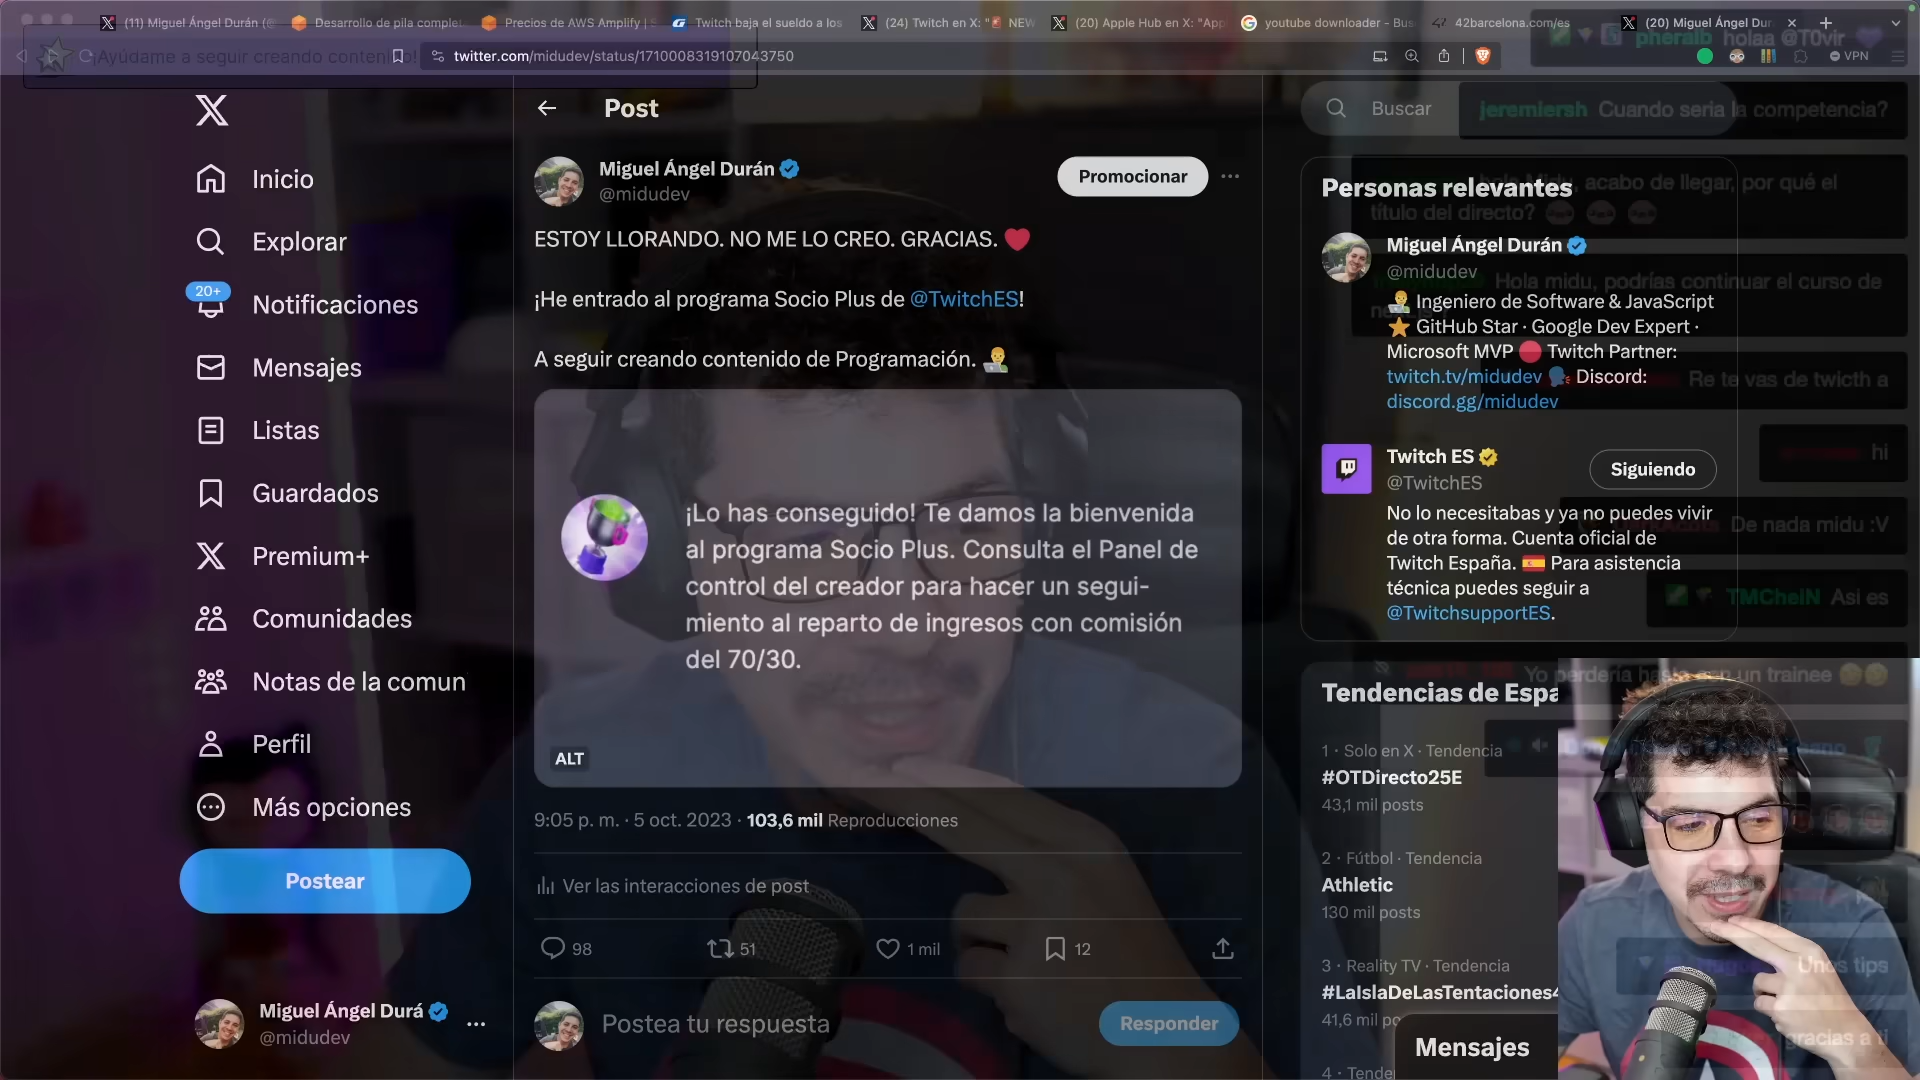 (11) Miguel Ángel Durán (@
Desarrollo de pila complet
Precios de AWS Amplify | S
Twitch baja el sueldo a los
(24) Twitch en X: "🚨 NEW
(20) Apple Hub en X: "App
youtube downloader - Bus
42barcelona.com/es
(20) Miguel Ángel Dur
¡Ayúdame a seguir creando contenido!
twitter.com/midudev/status/1710008319107043750
VPN
pheralb holaa @T0vir
Inicio
Explorar
20+
Notificaciones
Mensajes
Listas
Guardados
Premium+
Comunidades
Notas de la comun
Perfil
Más opciones
Postear
Miguel Ángel Durá
@midudev
Post
Miguel Ángel Durán
@midudev
Promocionar
ESTOY LLORANDO. NO ME LO CREO. GRACIAS. ❤️
¡He entrado al programa Socio Plus de @TwitchES!
A seguir creando contenido de Programación. 👨‍💻
¡Lo has conseguido! Te damos la bienvenida
al programa Socio Plus. Consulta el Panel de
control del creador para hacer un segui-
miento al reparto de ingresos con comisión
del 70/30.
ALT
9:05 p. m. · 5 oct. 2023 · 103,6 mil Reproducciones
Ver las interacciones de post
98
51
1 mil
12
Postea tu respuesta
Responder
Buscar
jeremiersh Cuando seria la competencia?
Personas relevantes
hola Midu, acabo de llegar, por qué el
título del directo?
Miguel Ángel Durán
@midudev
Hola midu, podrías continuar el curso de
👨‍💻 Ingeniero de Software & JavaScript
⭐ GitHub Star · Google Dev Expert ·
Microsoft MVP 🔴 Twitch Partner:
twitch.tv/midudev 🗣️ Discord:
discord.gg/midudev
Re te vas de twicth a
hi
Twitch ES
@TwitchES
Siguiendo
No lo necesitabas y ya no puedes vivir
de otra forma. Cuenta oficial de
Twitch España. 🇪🇸 Para asistencia
técnica puedes seguir a
@TwitchsupportES.
De nada midu :V
TMCheIN Asi es
Yo perdería hasta con un trainee
Tendencias de Espa
1 · Solo en X · Tendencia
#OTDirecto25E
43,1 mil posts
2 · Fútbol · Tendencia
Athletic
130 mil posts
3 · Reality TV · Tendencia
#LaIslaDeLasTentaciones4
41,6 mil po
4 · Tende
Mensajes
Unos tips
gracias a ti